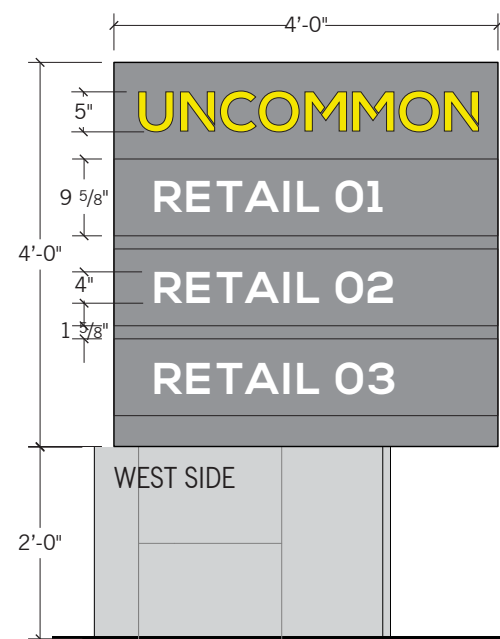 4'-0"
UNCOMMON
5"
RETAIL 01
9 5/8"
4'-0"
RETAIL 02
4"
1 5/8"
RETAIL 03
WEST SIDE
2'-0"